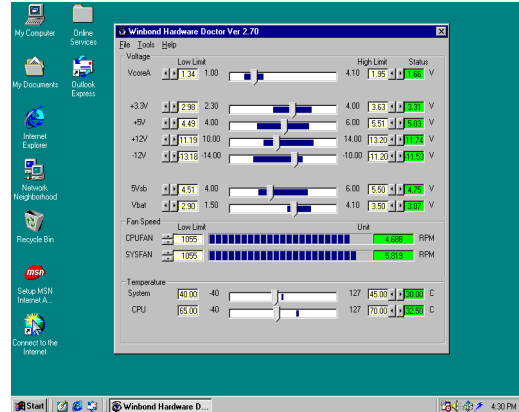 My Computer
Online Services
My Documents
Outlook Express
Internet Explorer
Network Neighborhood
Recycle Bin
msn
Setup MSN Internet A...
Connect to the Internet
Winbond Hardware Doctor Ver 2.70
File Tools Help
Voltage
Low Limit High Limit Status
VcoreA 1.34 1.00 4.10 1.95 1.66 V
+3.3V 2.98 2.30 4.00 3.63 3.31 V
+5V 4.49 4.00 6.00 5.51 5.03 V
+12V 11.19 10.00 14.00 13.20 11.74 V
-12V -13.18 -14.00 -10.00 -11.20 -11.53 V
5Vsb 4.51 4.00 6.00 5.50 4.75 V
Vbat 2.90 1.50 4.10 3.50 3.07 V
Fan Speed
Low Limit Unit
CPUFAN 1055 4,688 RPM
SYSFAN 1055 5,819 RPM
Temperature
System 40.00 -40 127 45.00 30.00 C
CPU 65.00 -40 127 70.00 32.50 C
Start Winbond Hardware D... 4:30 PM